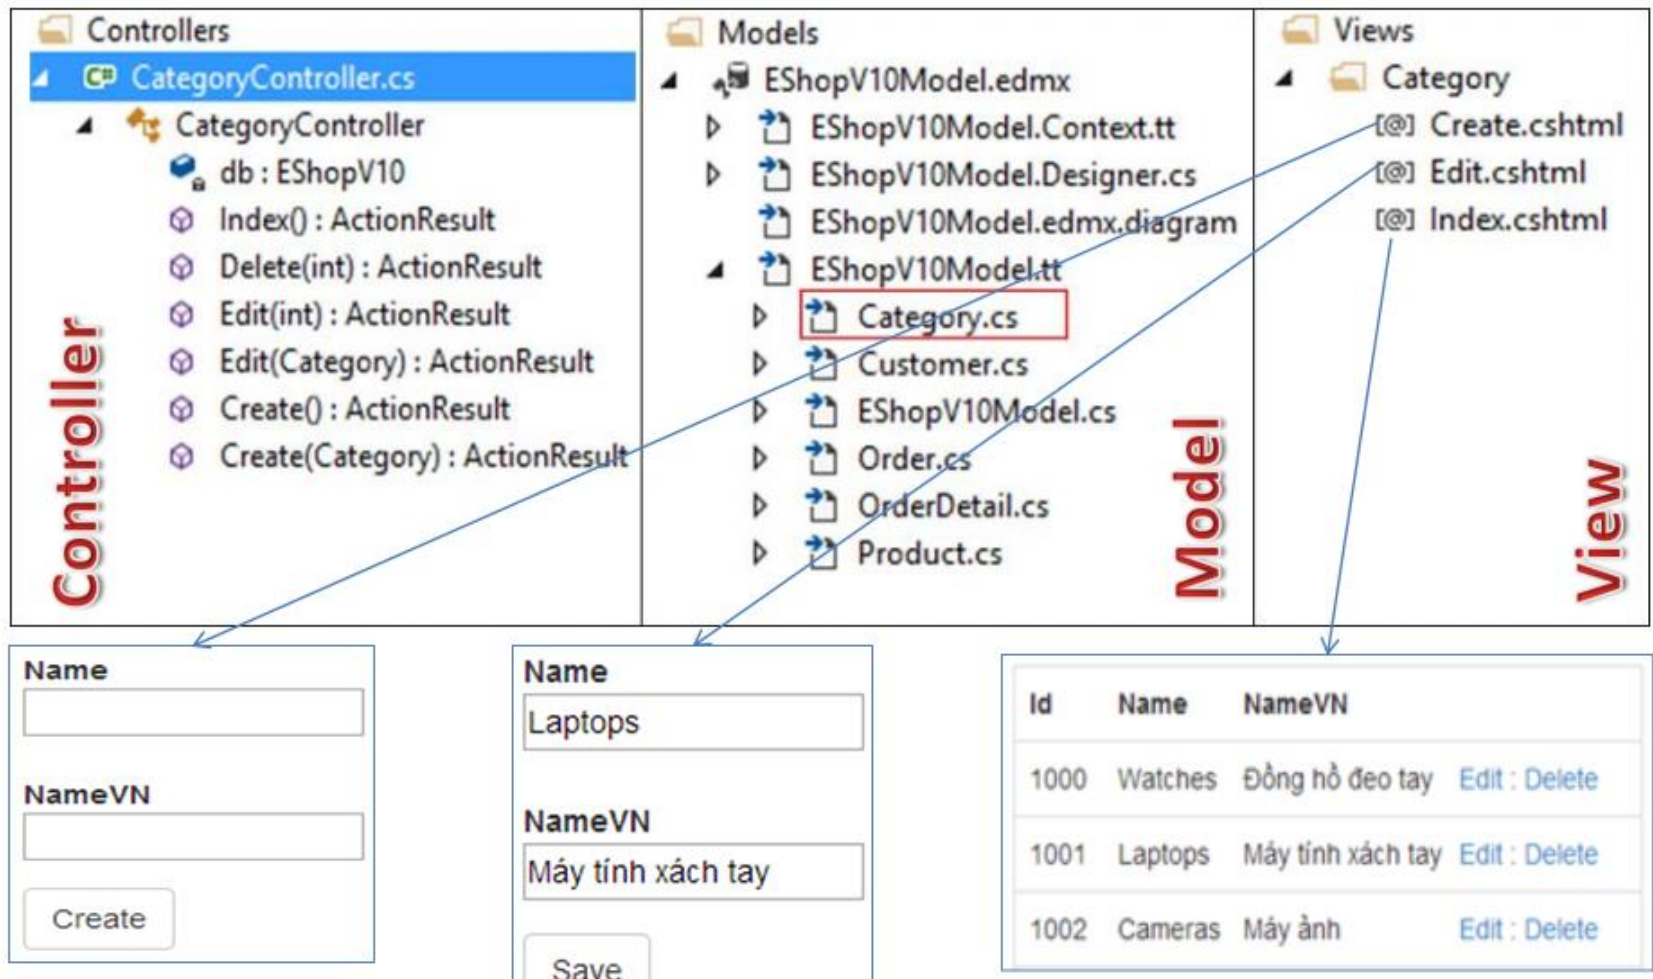 Controllers
CategoryController.cs
CategoryController
db : EShopV10
Index() : ActionResult
Delete(int) : ActionResult
Edit(int) : ActionResult
Edit(Category) : ActionResult
Create() : ActionResult
Create(Category) : ActionResult
Controller
Models
EShopV10Model.edmx
EShopV10Model.Context.tt
EShopV10Model.Designer.cs
EShopV10Model.edmx.diagram
EShopV10Model.tt
Category.cs
Customer.cs
EShopV10Model.cs
Order.cs
OrderDetail.cs
Product.cs
Model
Views
Category
[@] Create.cshtml
[@] Edit.cshtml
[@] Index.cshtml
View
Name
NameVN
Create
Name
Laptops
NameVN
Máy tính xách tay
Save
Id Name NameVN
1000 Watches Đồng hồ đeo tay Edit : Delete
1001 Laptops Máy tính xách tay Edit : Delete
1002 Cameras Máy ảnh Edit : Delete